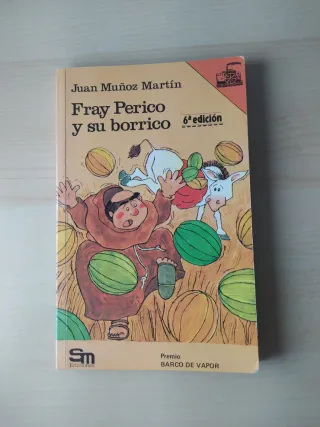 Juan Muñoz Martín
Fray Perico
y su borrico
6ª edición
Sm
Premio
BARCO DE VAPOR